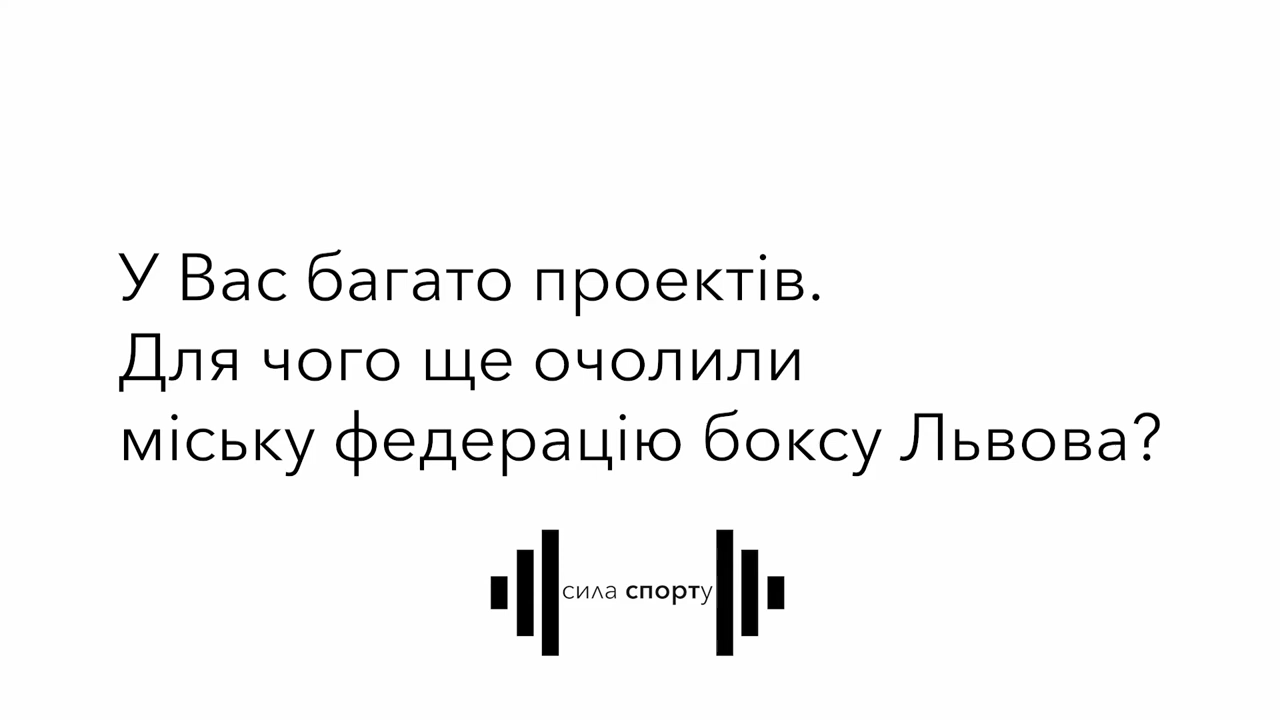 У Вас багато проектів.
Для чого ще очолили
міську федерацію боксу Львова?
сила спорту